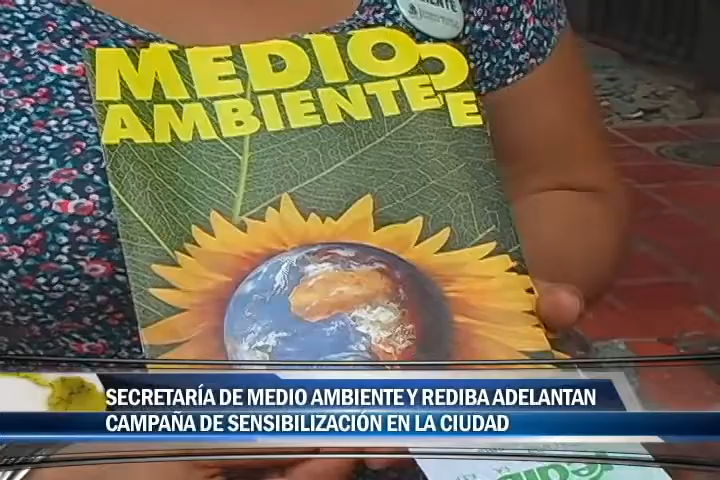 MEDIO
AMBIENTE
SECRETARÍA DE MEDIO AMBIENTE Y REDIBA ADELANTAN
CAMPAÑA DE SENSIBILIZACIÓN EN LA CIUDAD